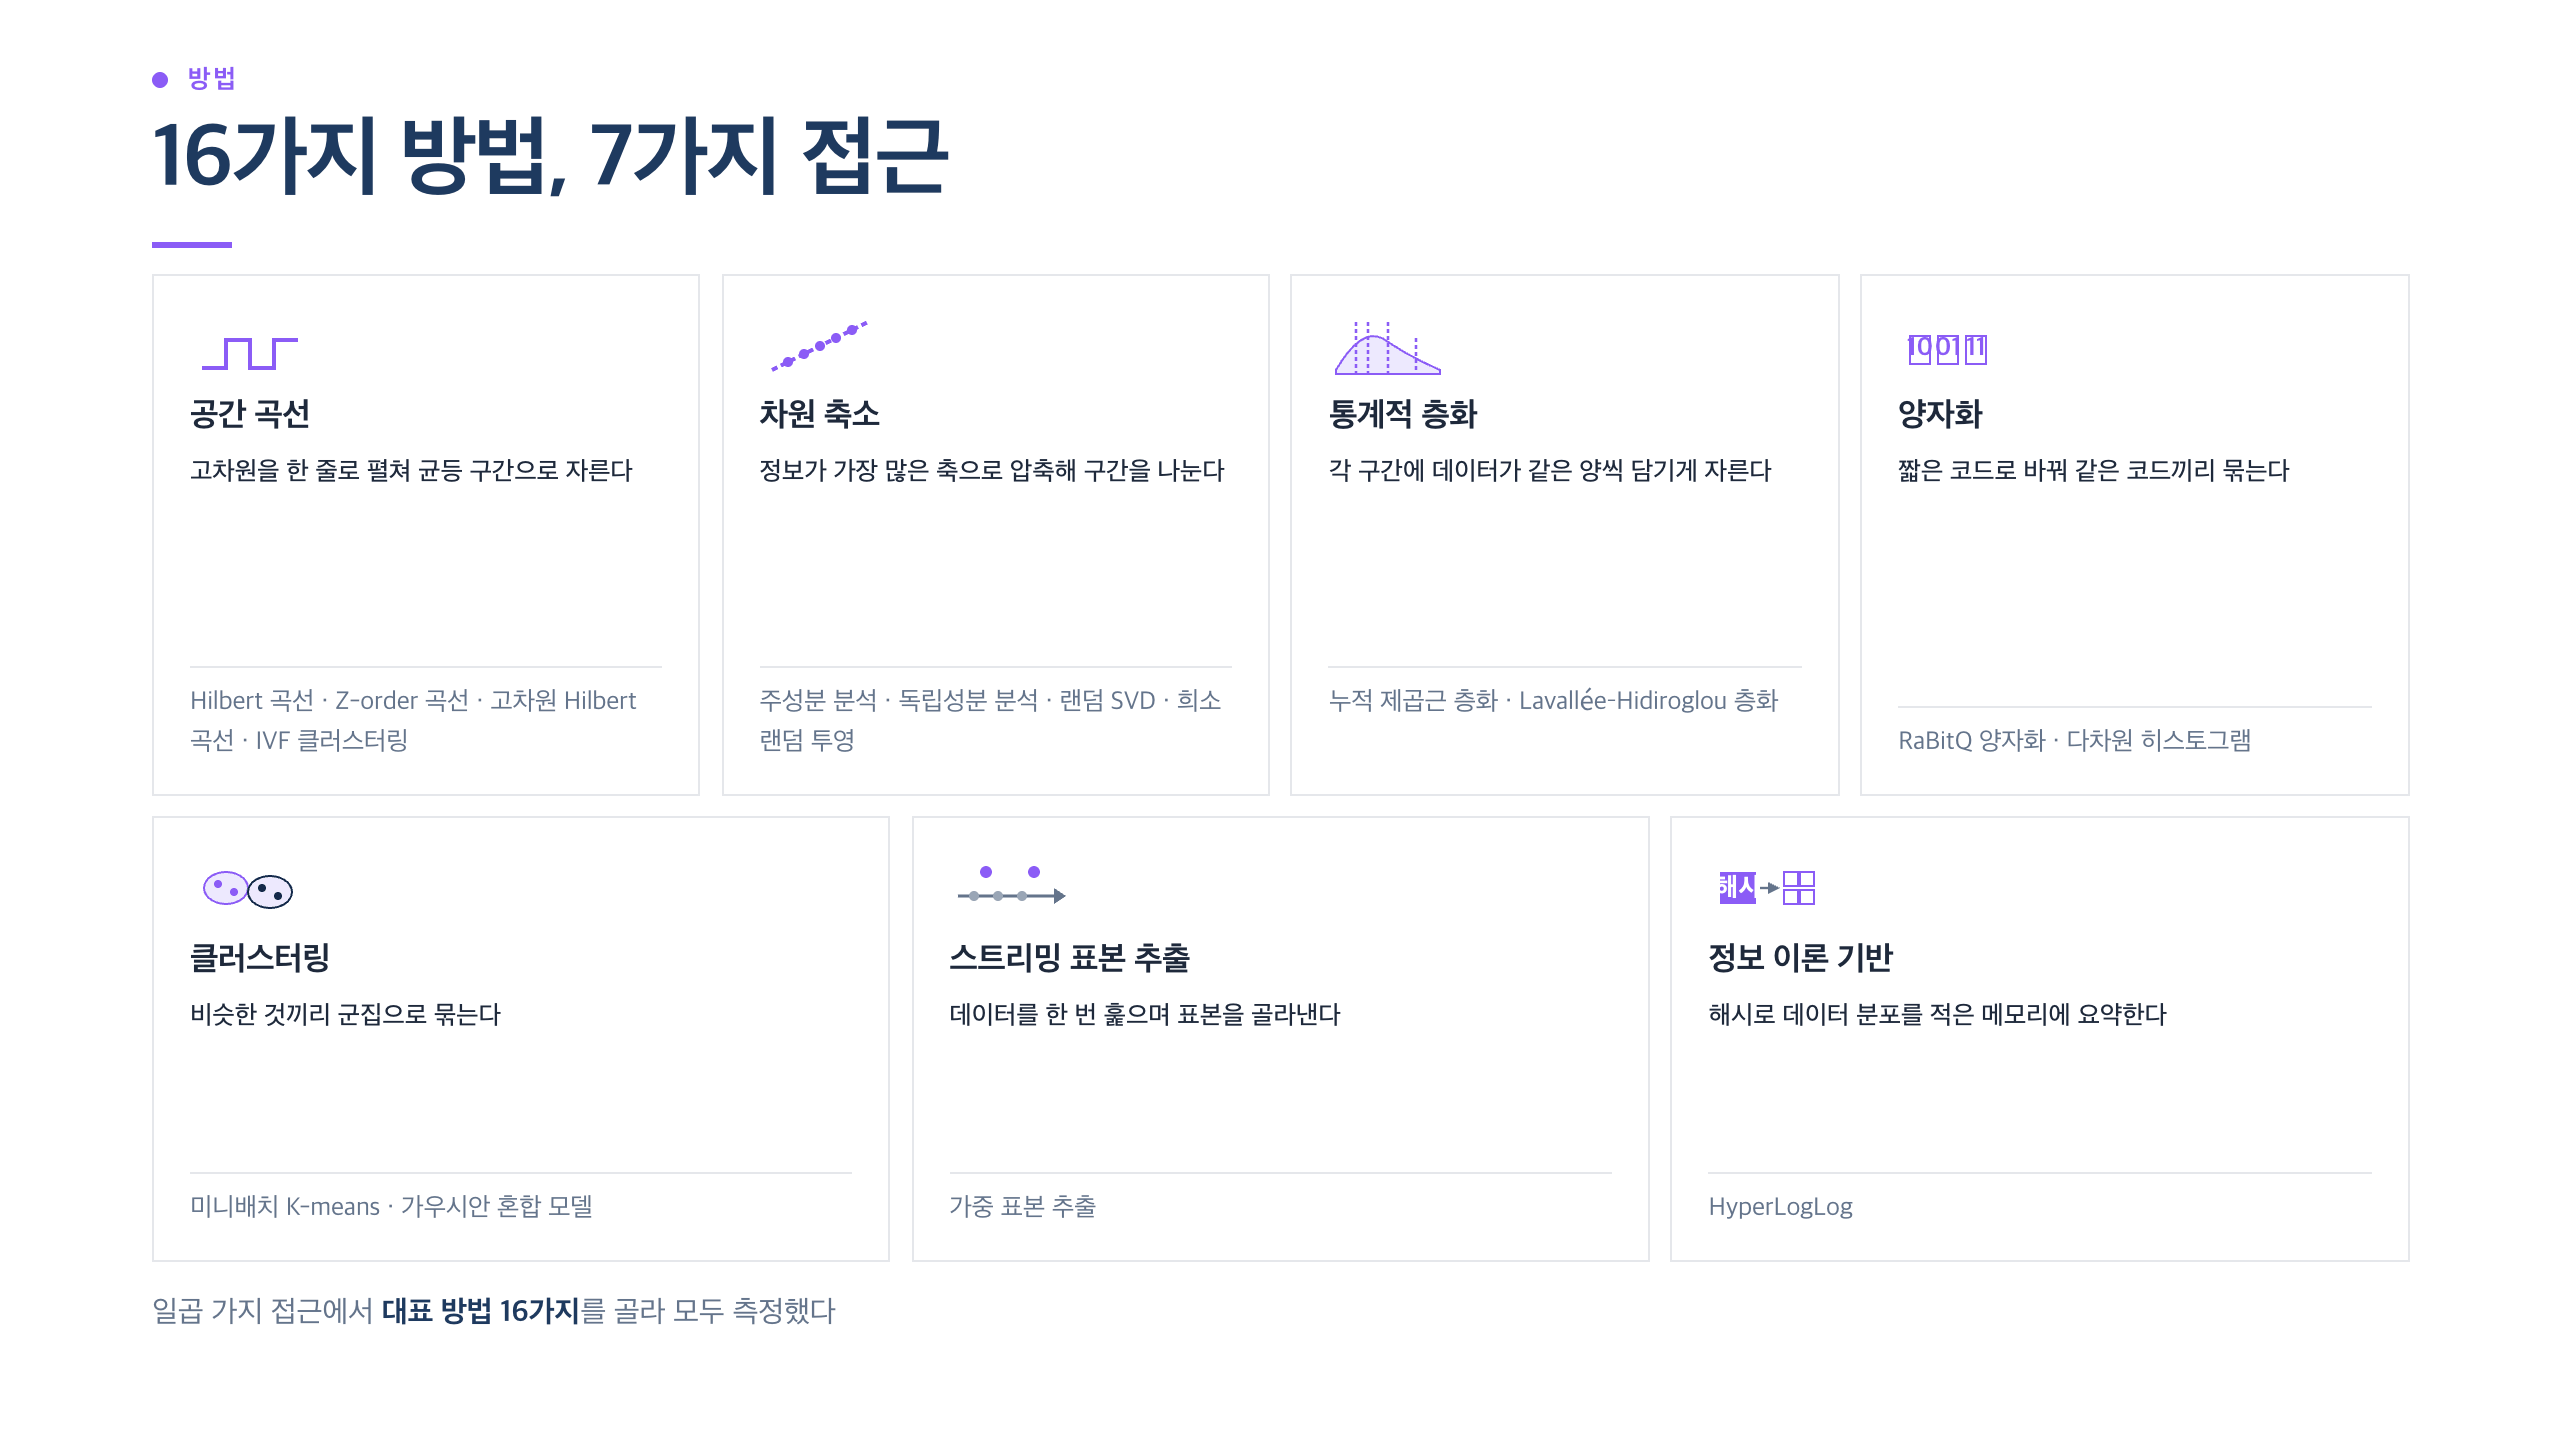 방법
16가지 방법, 7가지 접근
공간 곡선
고차원을 한 줄로 펼쳐 균등 구간으로 자른다
Hilbert 곡선 · Z-order 곡선 · 고차원 Hilbert
곡선 · IVF 클러스터링
차원 축소
정보가 가장 많은 축으로 압축해 구간을 나눈다
주성분 분석 · 독립성분 분석 · 랜덤 SVD · 희소
랜덤 투영
통계적 층화
각 구간에 데이터가 같은 양씩 담기게 자른다
누적 제곱근 층화 · Lavallée-Hidiroglou 층화
10 01 11
양자화
짧은 코드로 바꿔 같은 코드끼리 묶는다
RaBitQ 양자화 · 다차원 히스토그램
클러스터링
비슷한 것끼리 군집으로 묶는다
미니배치 K-means · 가우시안 혼합 모델
스트리밍 표본 추출
데이터를 한 번 훑으며 표본을 골라낸다
가중 표본 추출
해시
정보 이론 기반
해시로 데이터 분포를 적은 메모리에 요약한다
HyperLogLog
일곱 가지 접근에서 대표 방법 16가지를 골라 모두 측정했다